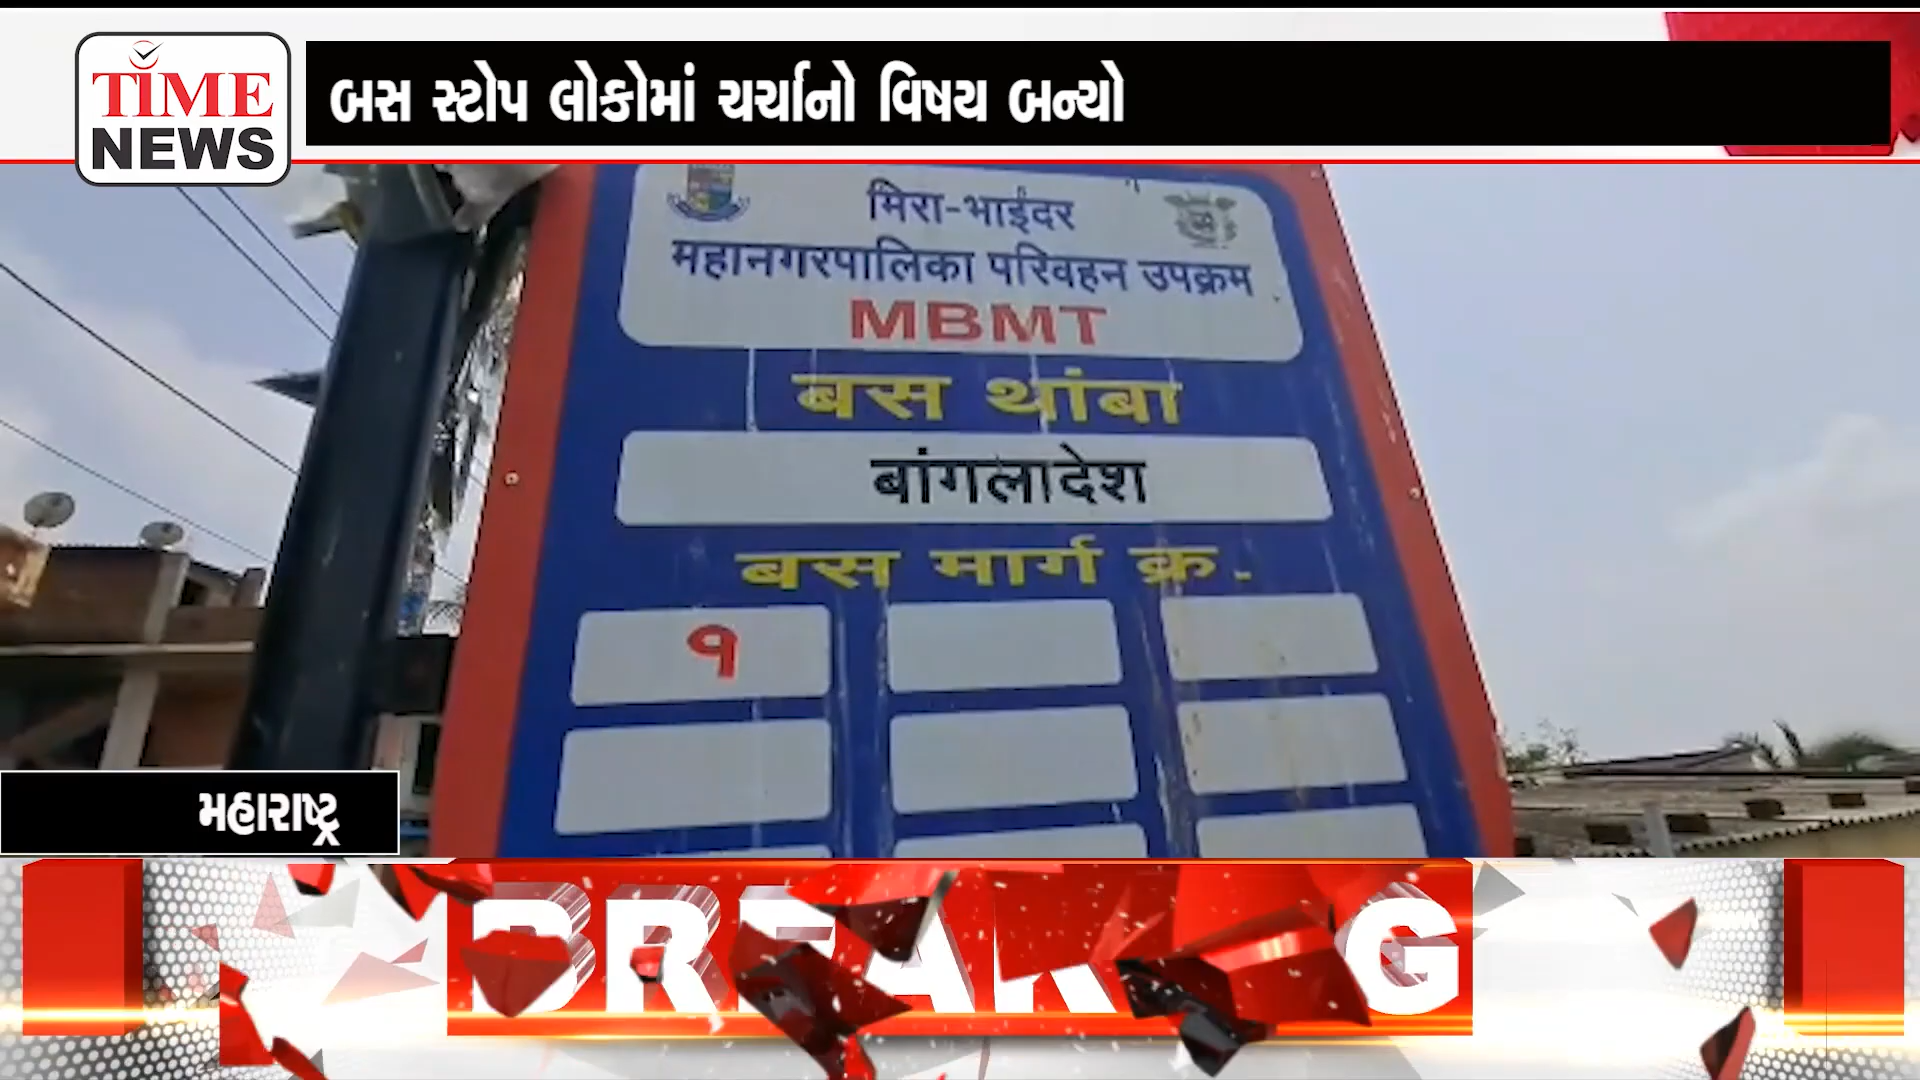 TIME
NEWS
બસ સ્ટોપ લોકોમાં ચર્ચાનો વિષય બન્યો
मिरा-भाईंदर
महानगरपालिका परिवहन उपक्रम
MBMT
बस थांबा
बांगलादेश
बस मार्ग क्र.
१
મહારાષ્ટ્ર